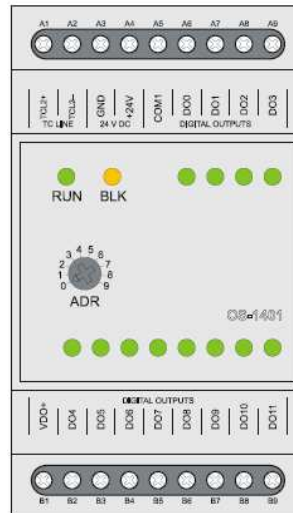 A1 A2 A3 A4 A5 A6 A7 A8 A9
TCL2+ TCL3– GND +24V COM1 DO0 DO1 DO2 DO3
TC LINE 24 V DC DIGITAL OUTPUTS
RUN BLK
0 1 2 3 4 5 6 7 8 9
ADR
OS-1401
DIGITAL OUTPUTS
VDO+ DO4 DO5 DO6 DO7 DO8 DO9 DO10 DO11
B1 B2 B3 B4 B5 B6 B7 B8 B9